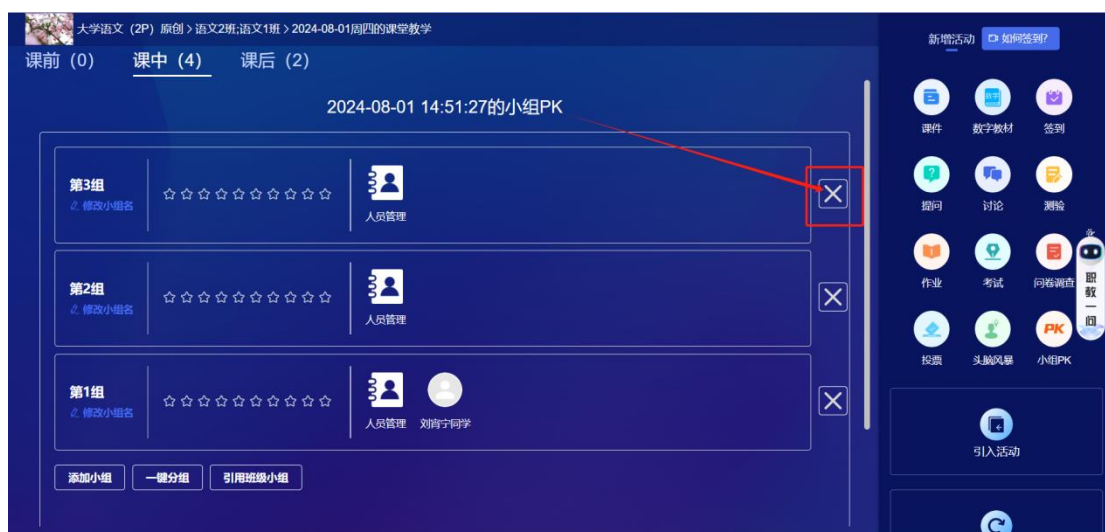 大学语文 (2P) 原创 > 语文2班;语文1班 > 2024-08-01周四的课堂教学
课前 (0) 课中 (4) 课后 (2)
2024-08-01 14:51:27的小组PK
第3组
修改小组名
人员管理
第2组
修改小组名
人员管理
第1组
修改小组名
人员管理 刘肖宁同学
添加小组 一键分组 引用班级小组
新增活动 如何签到?
数字
课件 数字教材 签到
提问 讨论 测验
作业 考试 问卷调查
PK
投票 头脑风暴 小组PK
职教一问
引入活动